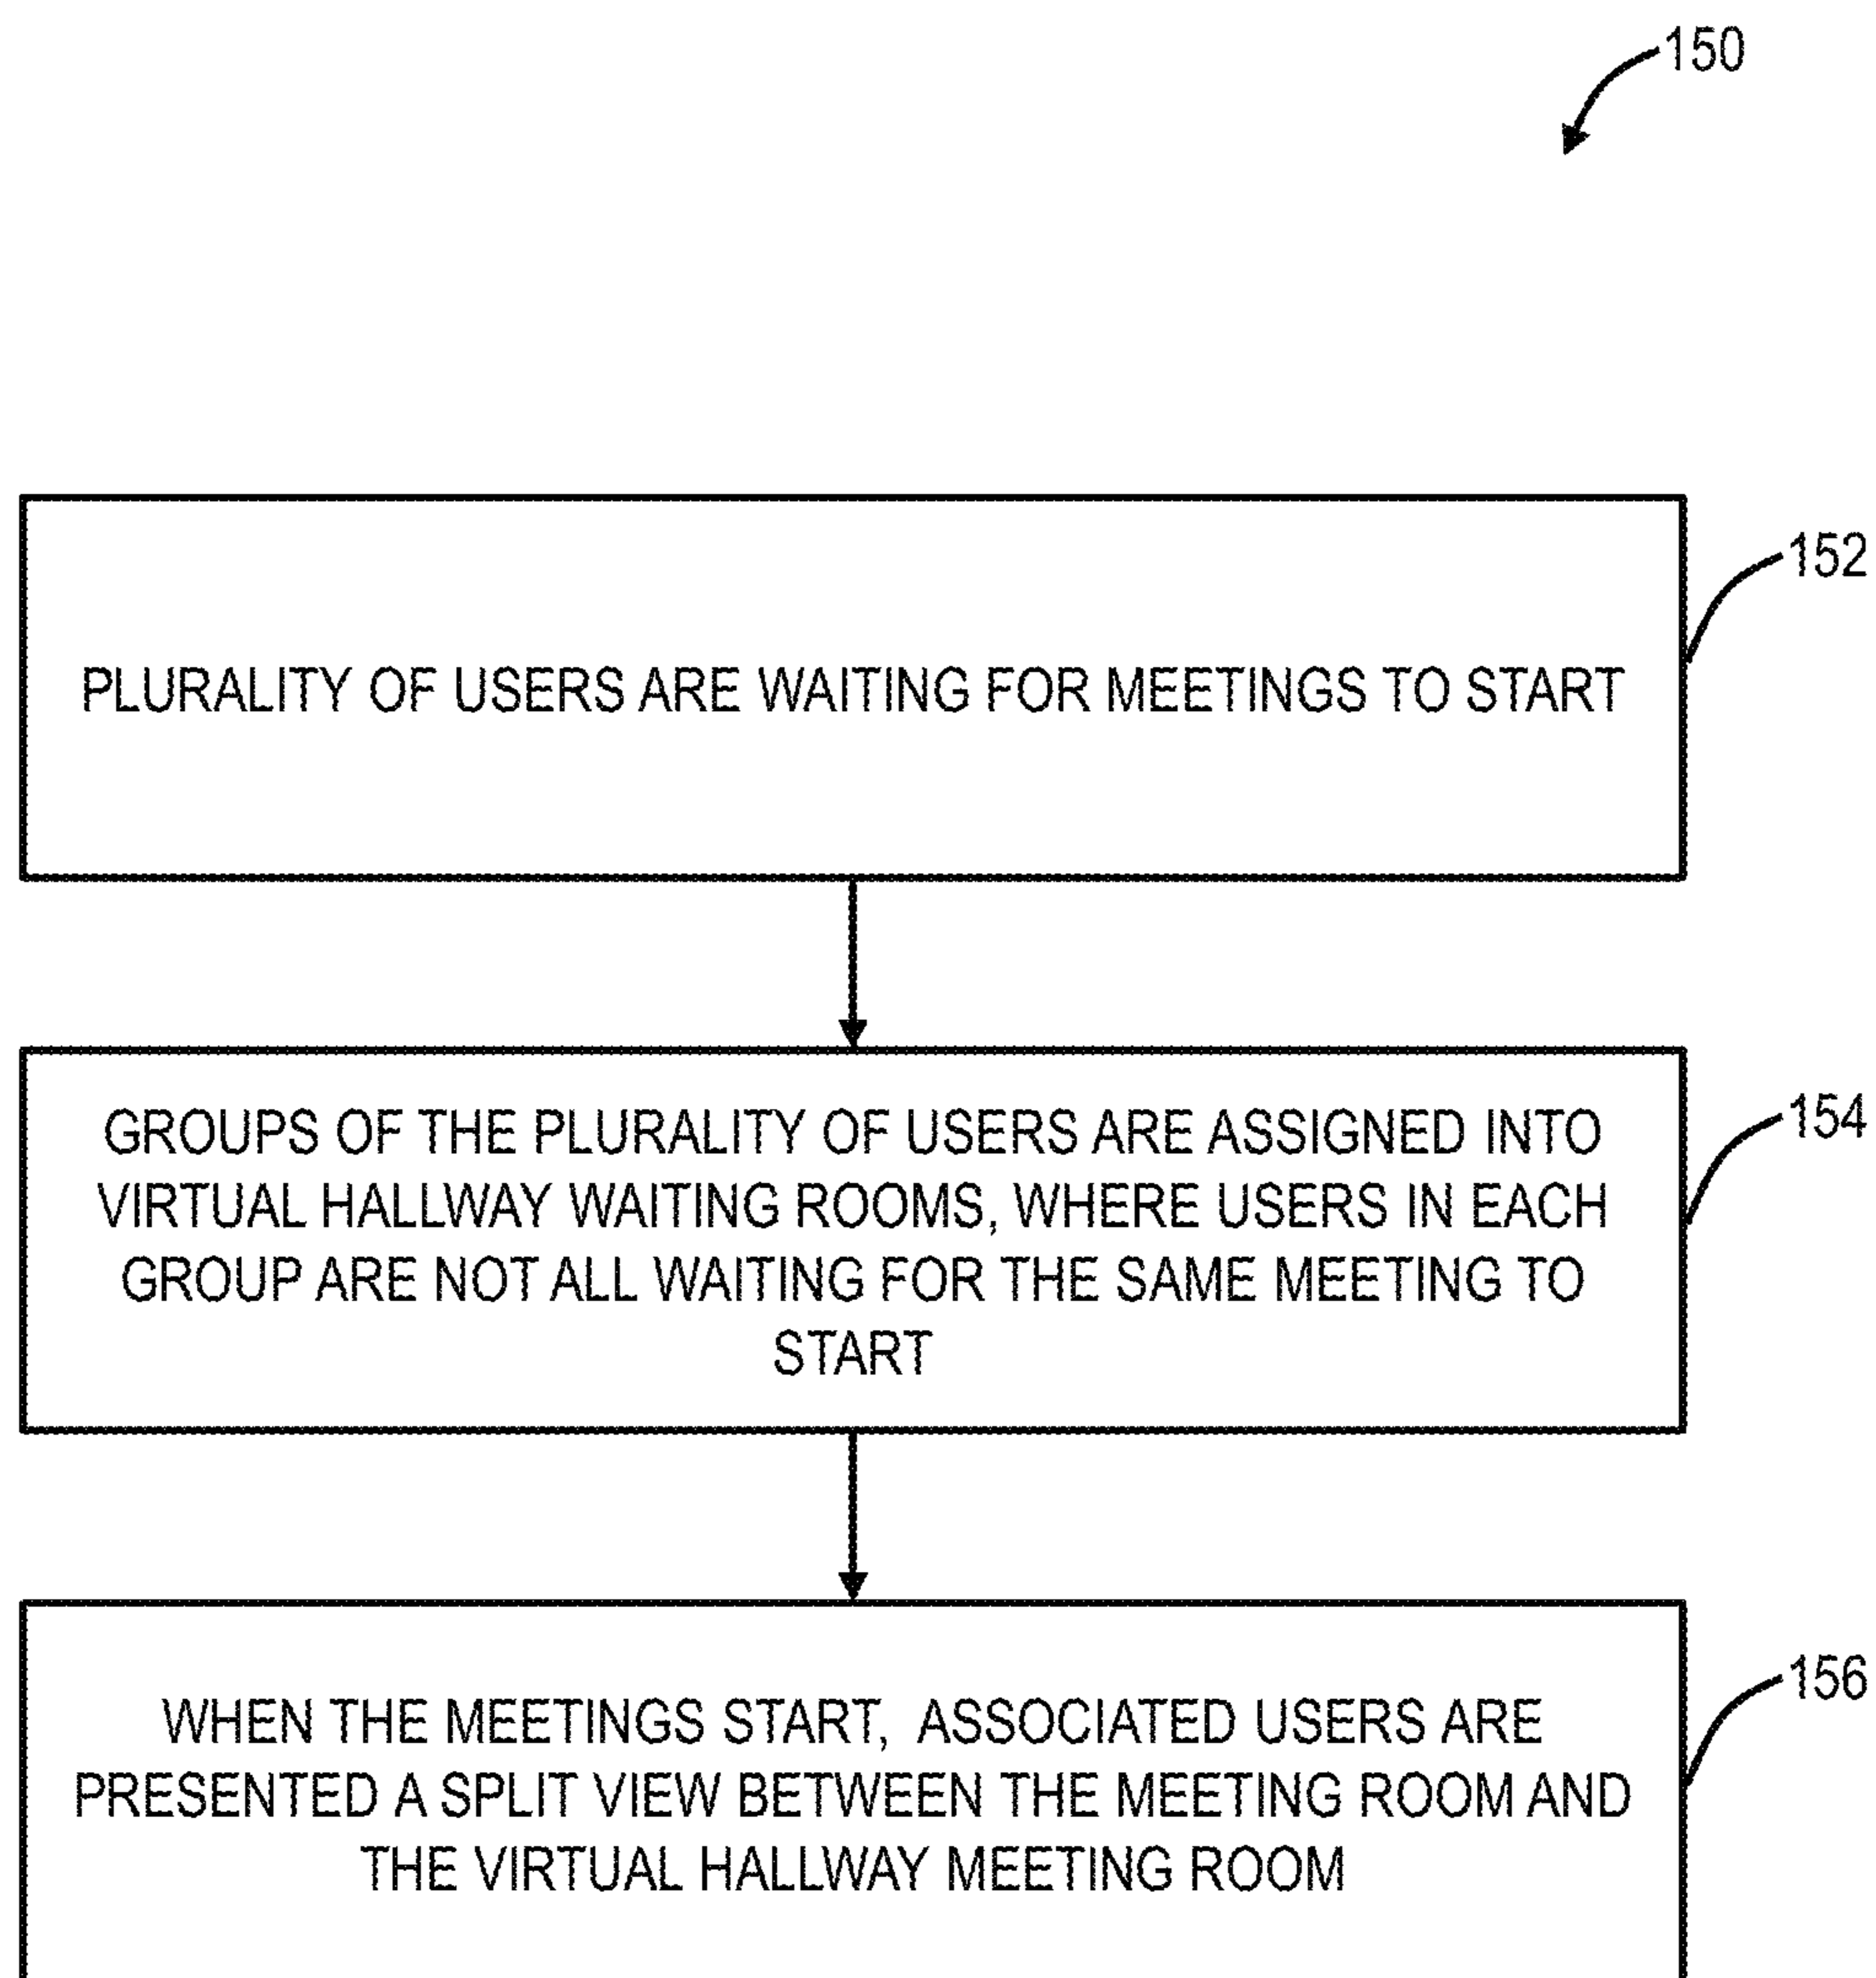 150
152
PLURALITY OF USERS ARE WAITING FOR MEETINGS TO START
154
GROUPS OF THE PLURALITY OF USERS ARE ASSIGNED INTO
VIRTUAL HALLWAY WAITING ROOMS, WHERE USERS IN EACH
GROUP ARE NOT ALL WAITING FOR THE SAME MEETING TO
START
156
WHEN THE MEETINGS START, ASSOCIATED USERS ARE
PRESENTED A SPLIT VIEW BETWEEN THE MEETING ROOM AND
THE VIRTUAL HALLWAY MEETING ROOM